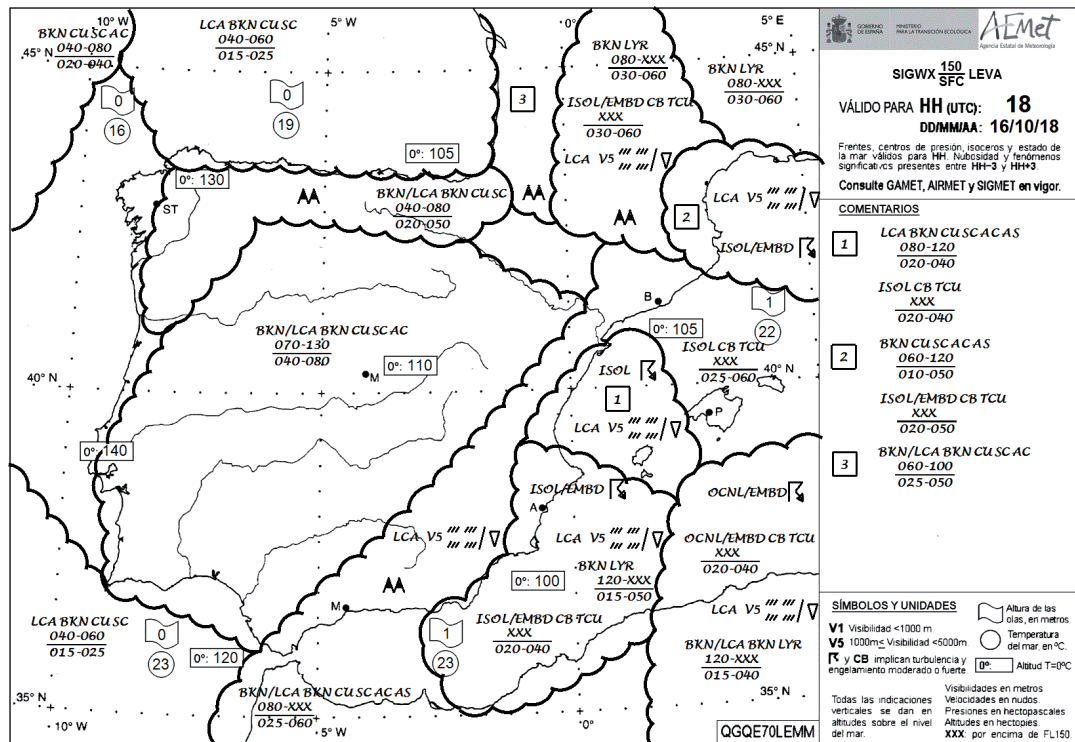 10° W
5° W
0°
5° E
BKN CU SC AC
040-080
020-040
45° N
0
16
LCA BKN CU SC
040-060
015-025
0
19
3
BKN LYR
080-XXX
030-060
ISOL/EMBD CB TCU
XXX
030-060
LCA V5
BKN LYR
080-XXX
030-060
45° N
0°: 105
0°: 130
ST
BKN/LCA BKN CU SC
040-080
020-050
2
LCA V5
ISOL/EMBD
B
1
22
0°: 105
BKN/LCA BKN CU SC AC
070-130
040-080
M
0°: 110
40° N
ISOL CB TCU
XXX
025-060
40° N
ISOL
1
LCA V5
P
0°: 140
ISOL/EMBD
A
OCNL/EMBD
LCA V5
LCA V5
OCNL/EMBD CB TCU
XXX
020-040
0°: 100
BKN LYR
120-XXX
015-050
M
LCA BKN CU SC
040-060
015-025
0
23
0°: 120
1
23
ISOL/EMBD CB TCU
XXX
020-040
LCA V5
BKN/LCA BKN LYR
120-XXX
015-040
35° N
BKN/LCA BKN CU SC AC AS
080-XXX
025-060
35° N
10° W
5° W
0°
QGQE70LEMM
GOBIERNO
DE ESPAÑA
MINISTERIO
PARA LA TRANSICIÓN ECOLÓGICA
AEMet
Agencia Estatal de Meteorología
SIGWX 150/SFC LEVA
VÁLIDO PARA HH (UTC): 18
DD/MM/AA: 16/10/18
Frentes, centros de presión, isoceros y estado de
la mar válidos para HH. Nubosidad y fenómenos
significativos presentes entre HH-3 y HH+3.
Consulte GAMET, AIRMET y SIGMET en vigor.
COMENTARIOS
1
LCA BKN CU SC AC AS
080-120
020-040
ISOL CB TCU
XXX
020-040
2
BKN CU SC AC AS
060-120
010-050
ISOL/EMBD CB TCU
XXX
020-050
3
BKN/LCA BKN CU SC AC
060-100
025-050
SÍMBOLOS Y UNIDADES
V1 Visibilidad <1000 m.
V5 1000m≤ Visibilidad <5000m.
y CB implican turbulencia y
engelamiento moderado o fuerte.
Altura de las
olas, en metros
Temperatura
del mar, en ºC.
0°: Altitud T=0ºC
Todas las indicaciones
verticales se dan en
altitudes sobre el nivel
del mar.
Visibilidades en metros
Velocidades en nudos.
Presiones en hectopascales
Altitudes en hectopies.
XXX: por encima de FL150.